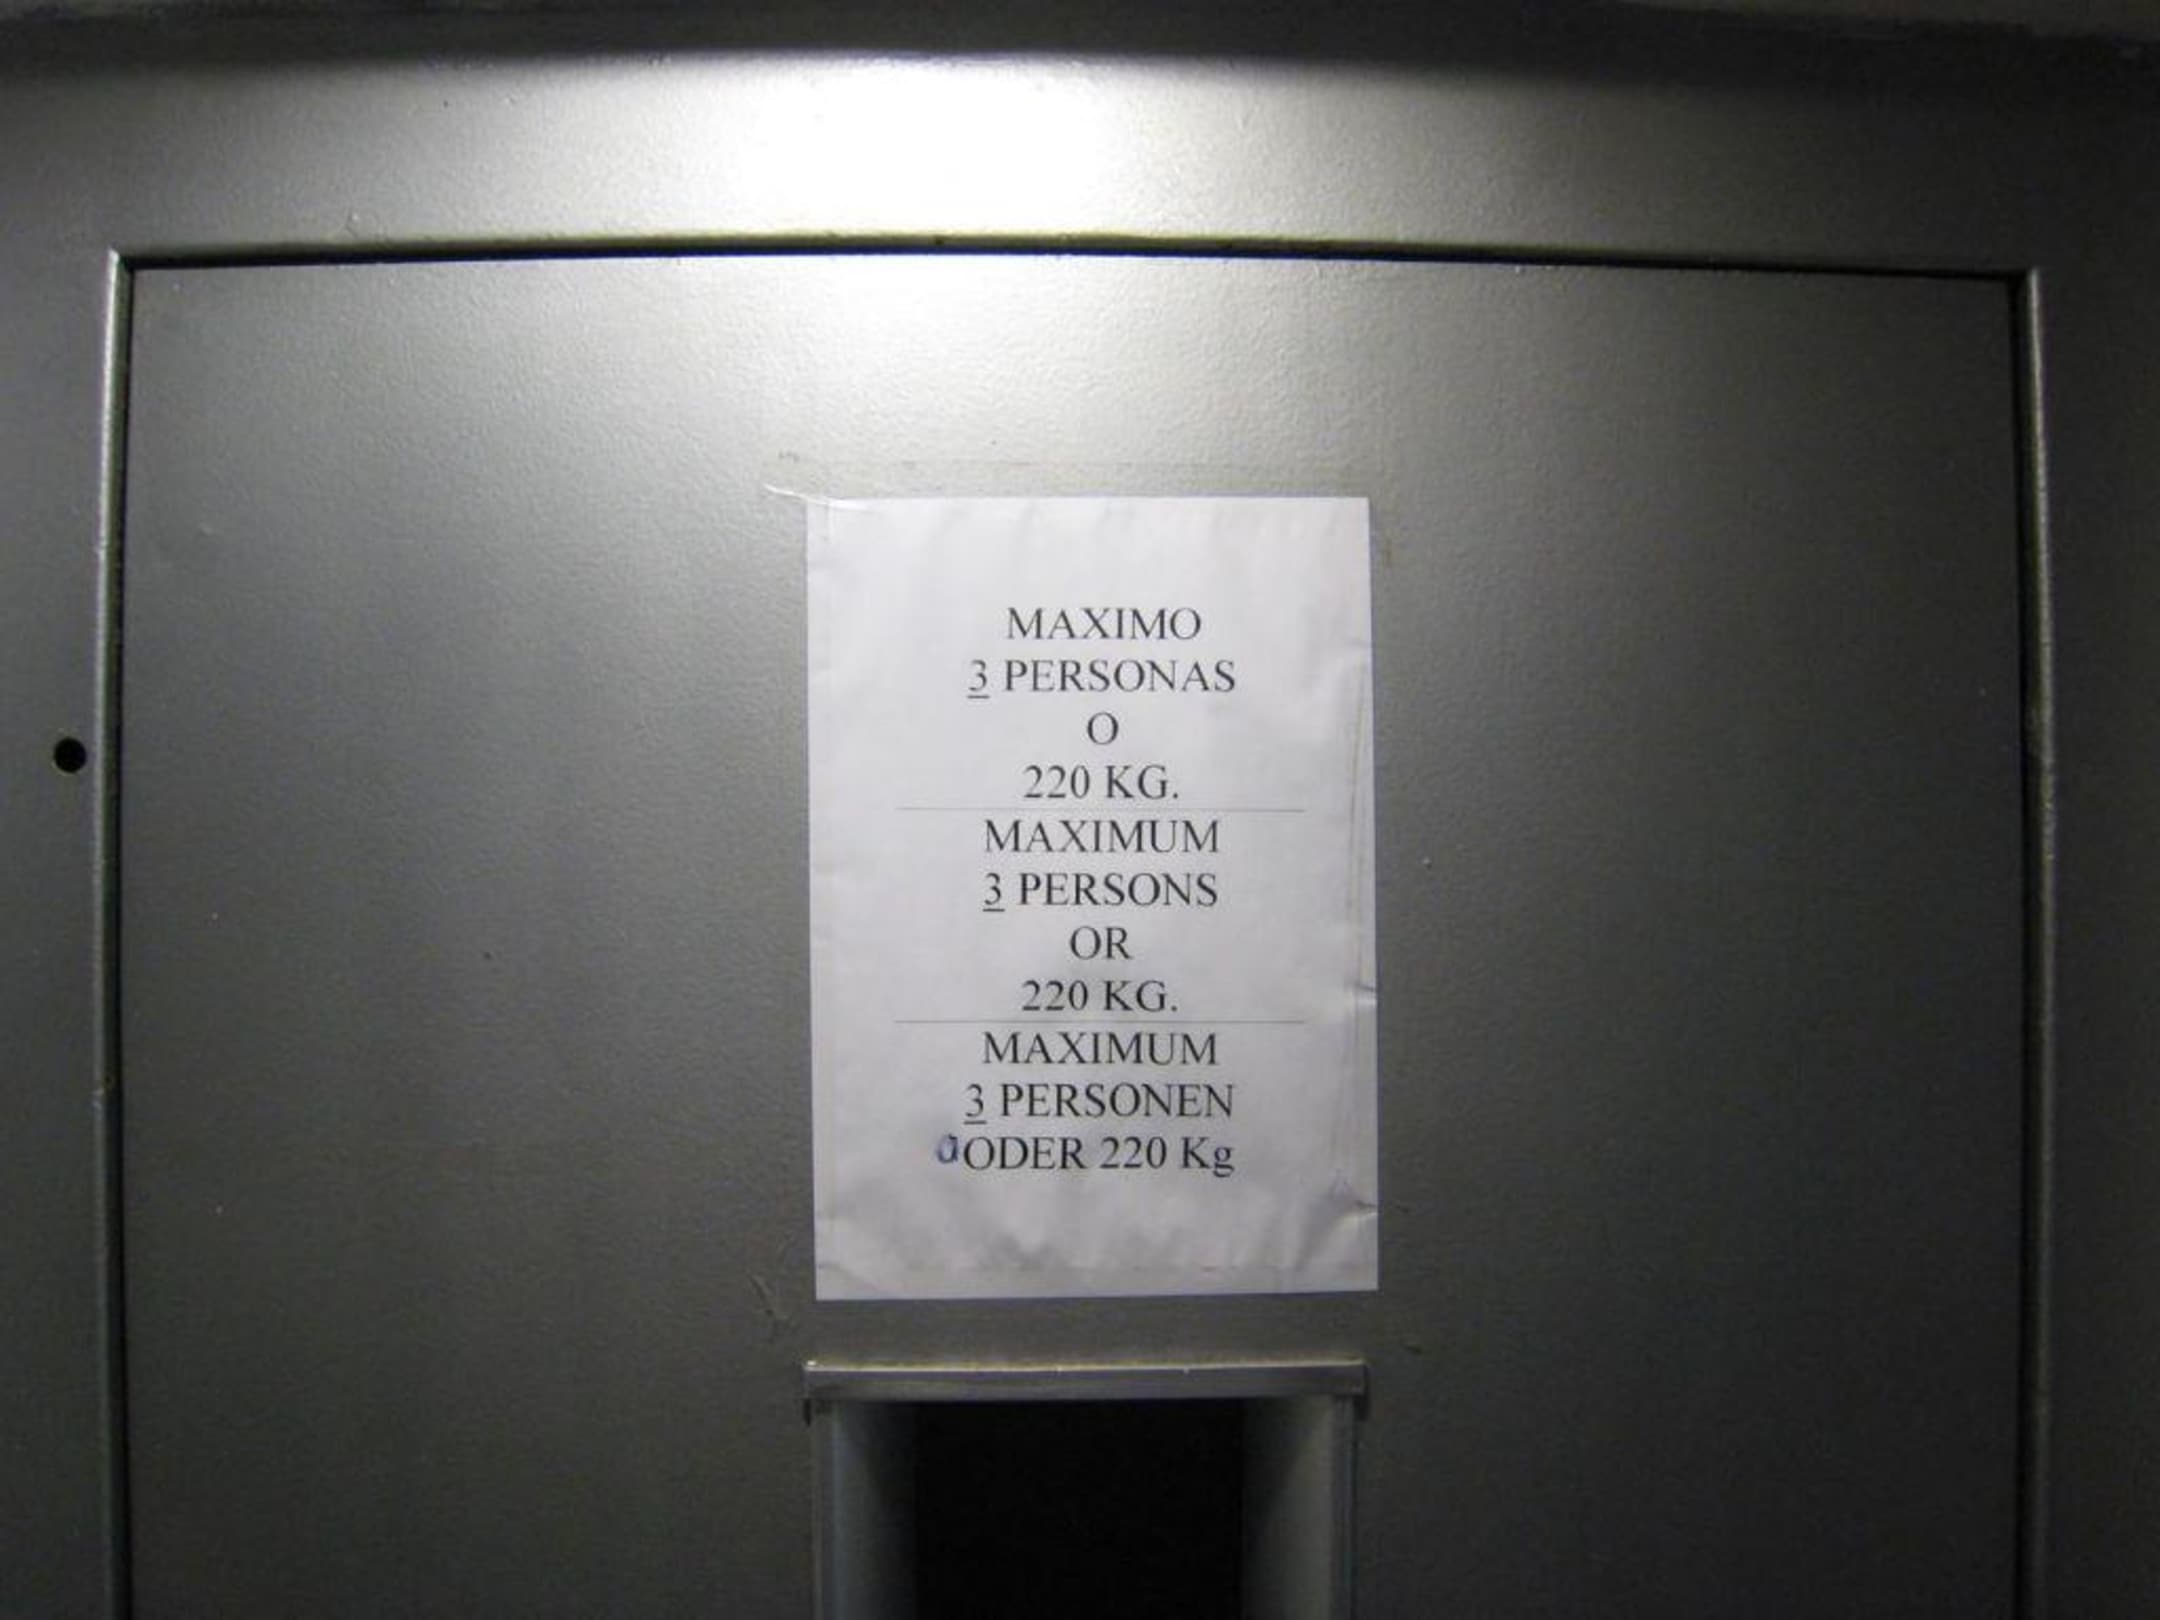 MAXIMO
3 PERSONAS
O
220 KG.
MAXIMUM
3 PERSONS
OR
220 KG.
MAXIMUM
3 PERSONEN
ODER 220 Kg